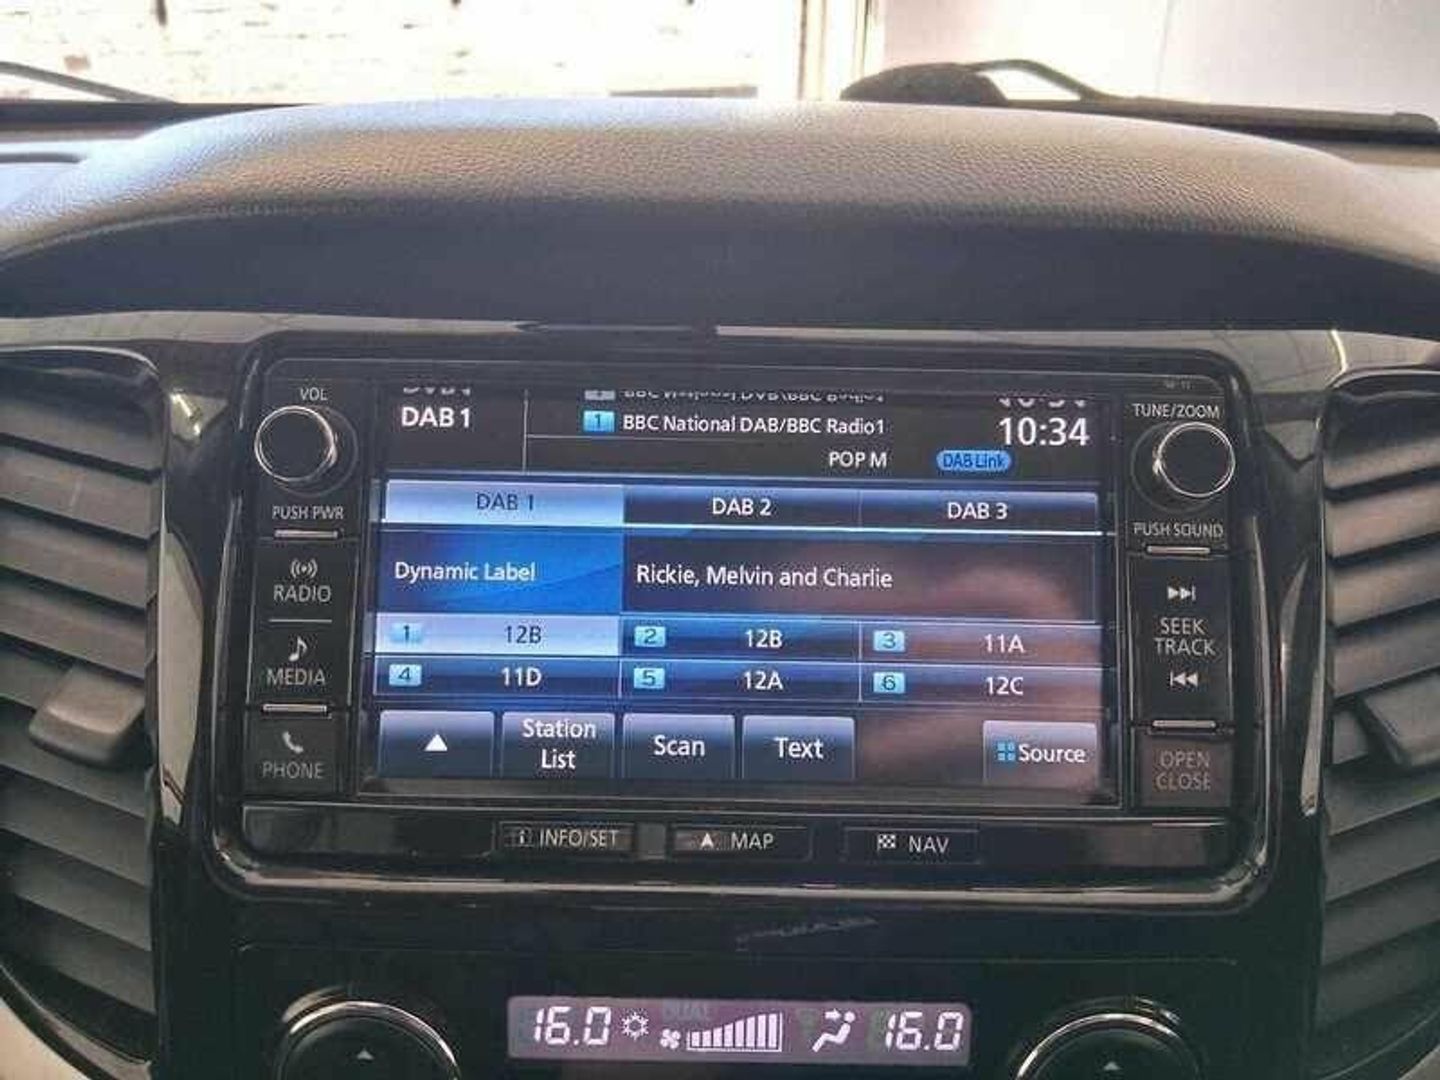 VOL
PUSH PWR
RADIO
MEDIA
PHONE
DAB 1
1 BBC National DAB/BBC Radio1
10:34
POP M
DAB Link
DAB 1 DAB 2 DAB 3
Dynamic Label Rickie, Melvin and Charlie
1 12B 2 12B 3 11A
4 11D 5 12A 6 12C
Station List
Scan
Text
Source
TUNE/ZOOM
PUSH SOUND
SEEK
TRACK
OPEN
CLOSE
i INFO/SET
MAP
NAV
16.0
DUAL
16.0